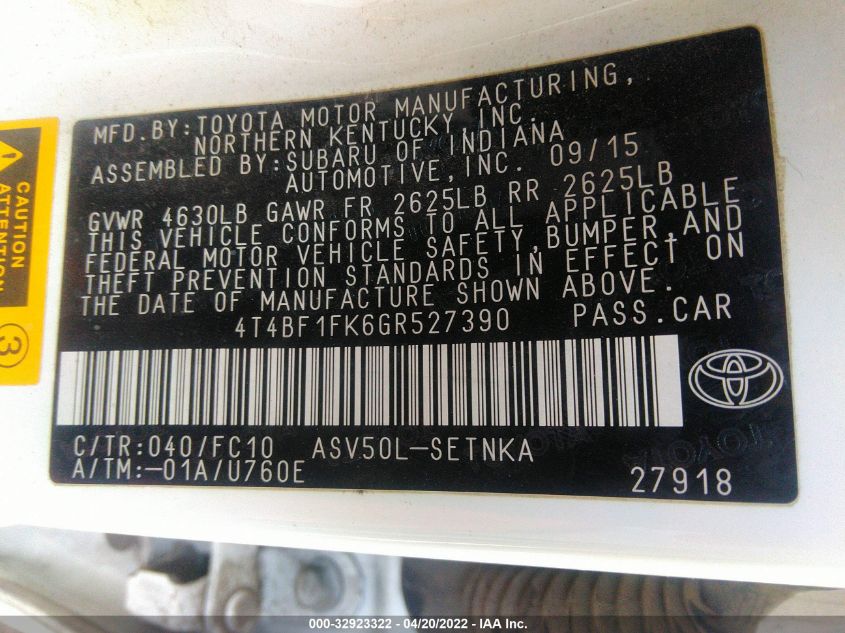 MFD.BY:TOYOTA MOTOR MANUFACTURING,
NORTHERN KENTUCKY,INC.
ASSEMBLED BY:SUBARU OF INDIANA
AUTOMOTIVE,INC. 09/15
GVWR 4630LB GAWR FR 2625LB RR 2625LB
THIS VEHICLE CONFORMS TO ALL APPLICABLE
FEDERAL MOTOR VEHICLE SAFETY,BUMPER,AND
THEFT PREVENTION STANDARDS IN EFFECT ON
THE DATE OF MANUFACTURE SHOWN ABOVE.
4T4BF1FK6GR527390 PASS.CAR
C/TR:040/FC10 ASV50L-SETNKA
A/TM:-01A/U760E
27918
CAUTION
ATTENTION
3
000-32923322 - 04/20/2022 - IAA Inc.